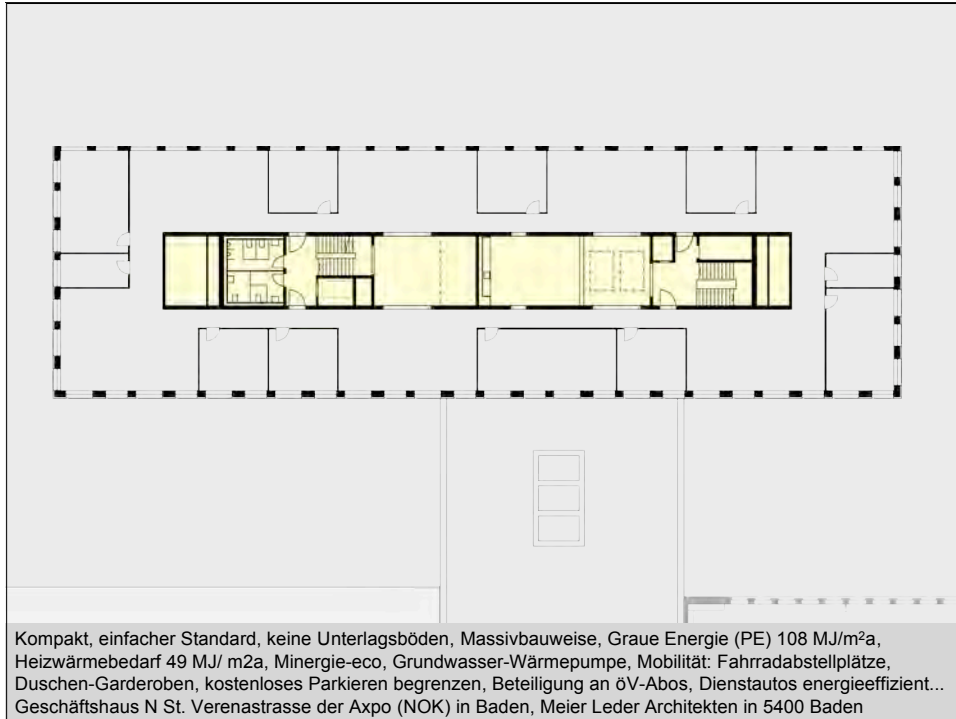 Kompakt, einfacher Standard, keine Unterlagsböden, Massivbauweise, Graue Energie (PE) 108 MJ/m²a,
Heizwärmebedarf 49 MJ/ m2a, Minergie-eco, Grundwasser-Wärmepumpe, Mobilität: Fahrradabstellplätze,
Duschen-Garderoben, kostenloses Parkieren begrenzen, Beteiligung an öV-Abos, Dienstautos energieeffizient...
Geschäftshaus N St. Verenastrasse der Axpo (NOK) in Baden, Meier Leder Architekten in 5400 Baden